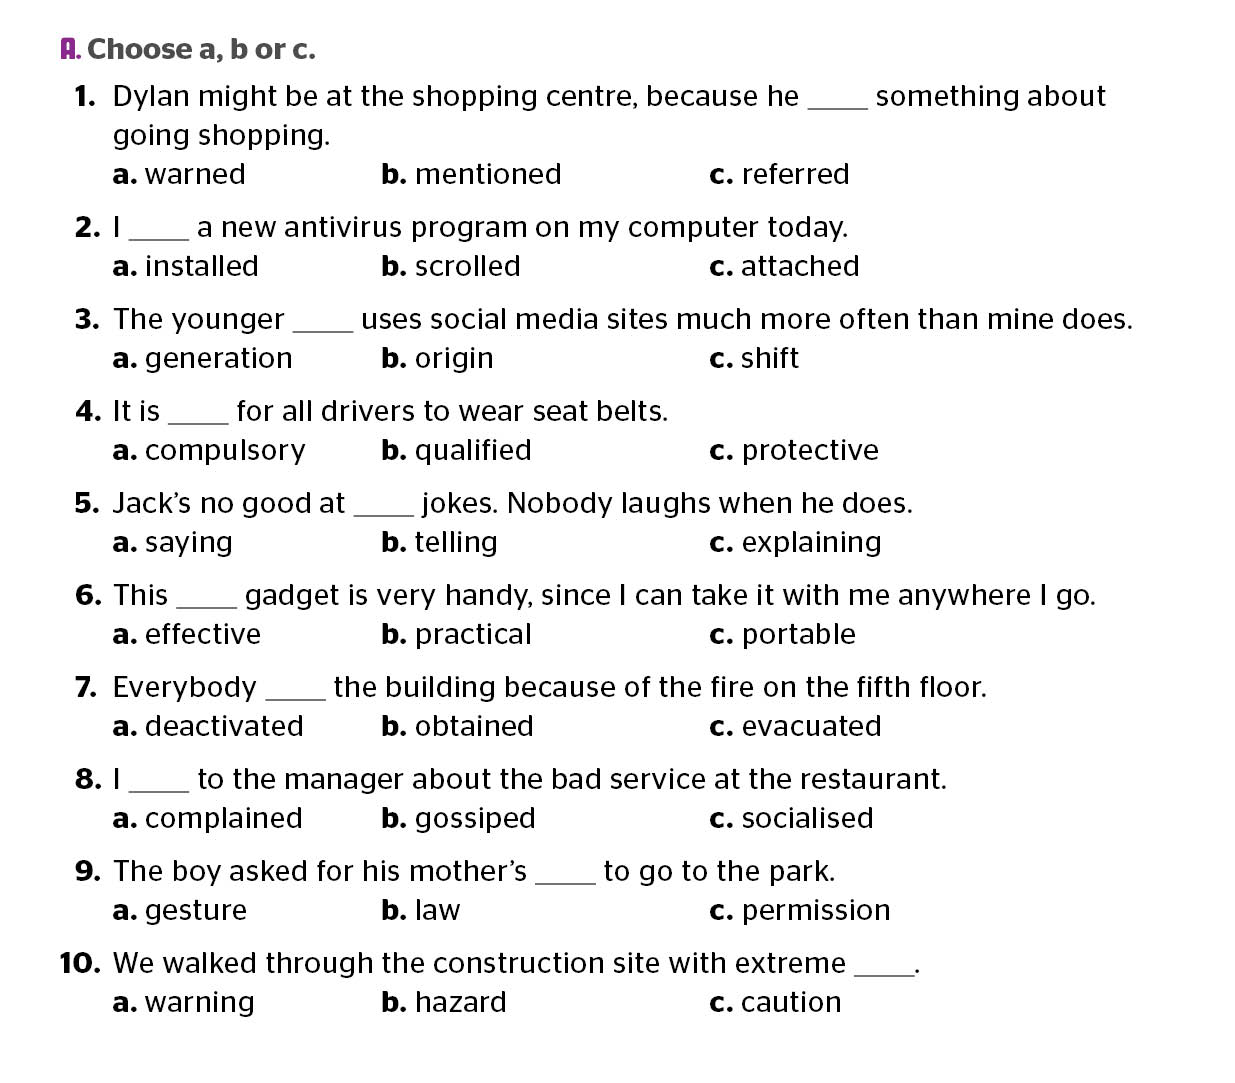 A. Choose a, b or c.
1. Dylan might be at the shopping centre, because he ____ something about
going shopping.
a. warned b. mentioned c. referred
2. I ____ a new antivirus program on my computer today.
a. installed b. scrolled c. attached
3. The younger ____ uses social media sites much more often than mine does.
a. generation b. origin c. shift
4. It is ____ for all drivers to wear seat belts.
a. compulsory b. qualified c. protective
5. Jack’s no good at ____ jokes. Nobody laughs when he does.
a. saying b. telling c. explaining
6. This ____ gadget is very handy, since I can take it with me anywhere I go.
a. effective b. practical c. portable
7. Everybody ____ the building because of the fire on the fifth floor.
a. deactivated b. obtained c. evacuated
8. I ____ to the manager about the bad service at the restaurant.
a. complained b. gossiped c. socialised
9. The boy asked for his mother’s ____ to go to the park.
a. gesture b. law c. permission
10. We walked through the construction site with extreme ____.
a. warning b. hazard c. caution